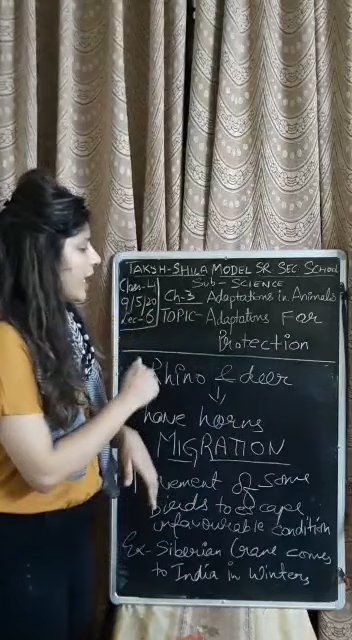 TAKSH-SHILA MODEL SR. SEC. School
Class-4
9/5/20
Lec-6
Sub-SCIENCE
Ch-3 Adaptations in Animals
TOPIC-Adaptations For
Protection
Rhino & deer
↓
have horns
MIGRATION
of some
birds to escape
unfavourable condition
Ex-Siberian Crane comes
to India in Winters